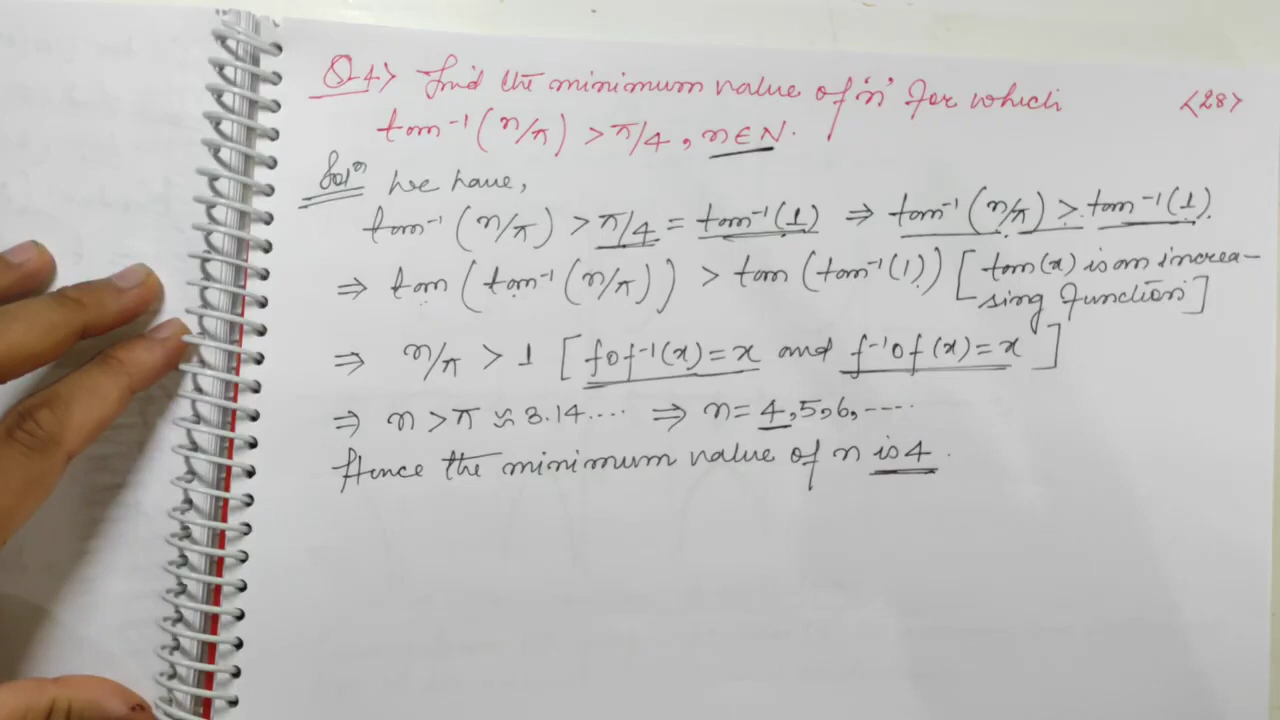 Q-4> Find the minimum value of 'n' for which
<28>
tan⁻¹(n/π) > π/4, n∈N.
Solⁿ We have,
tan⁻¹(n/π) > π/4 = tan⁻¹(1) ⇒ tan⁻¹(n/π) > tan⁻¹(1).
⇒ tan(tan⁻¹(n/π)) > tan(tan⁻¹(1)) [tan(x) is an increa-
sing function]
⇒ n/π > 1 [fof⁻¹(x) = x and f⁻¹of(x) = x]
⇒ n > π ≈ 3.14.... ⇒ n = 4,5,6,----
Hence the minimum value of n is 4.